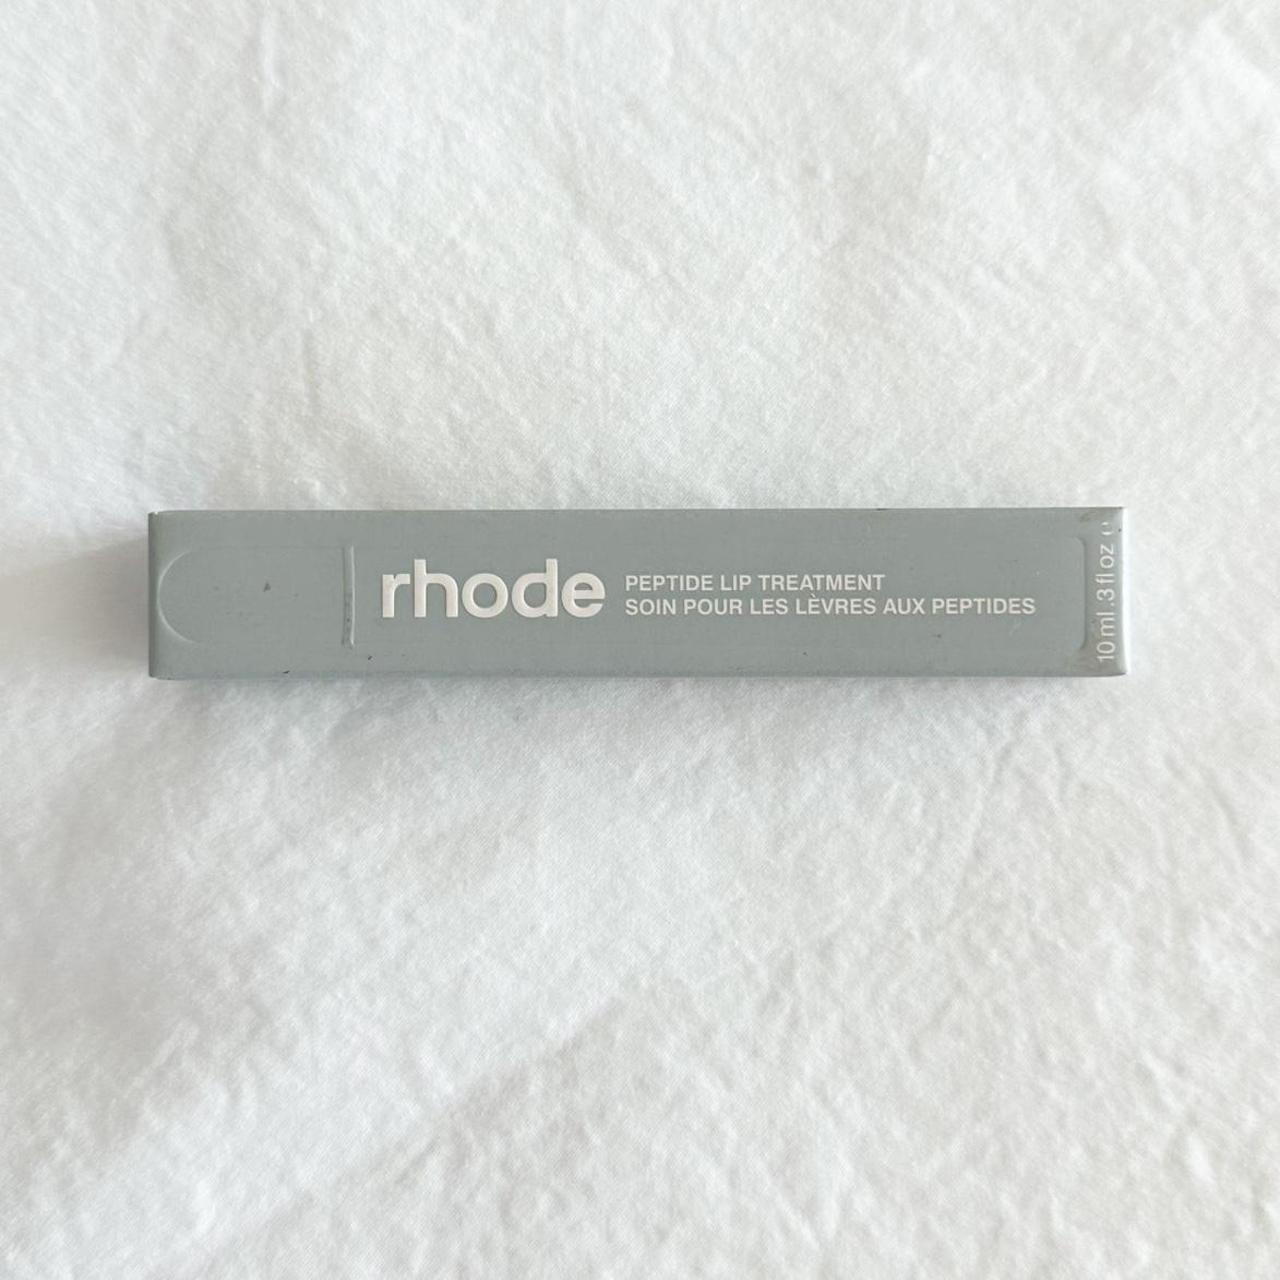 rhode
PEPTIDE LIP TREATMENT
SOIN POUR LES LÈVRES AUX PEPTIDES
10 ml .3 fl oz e